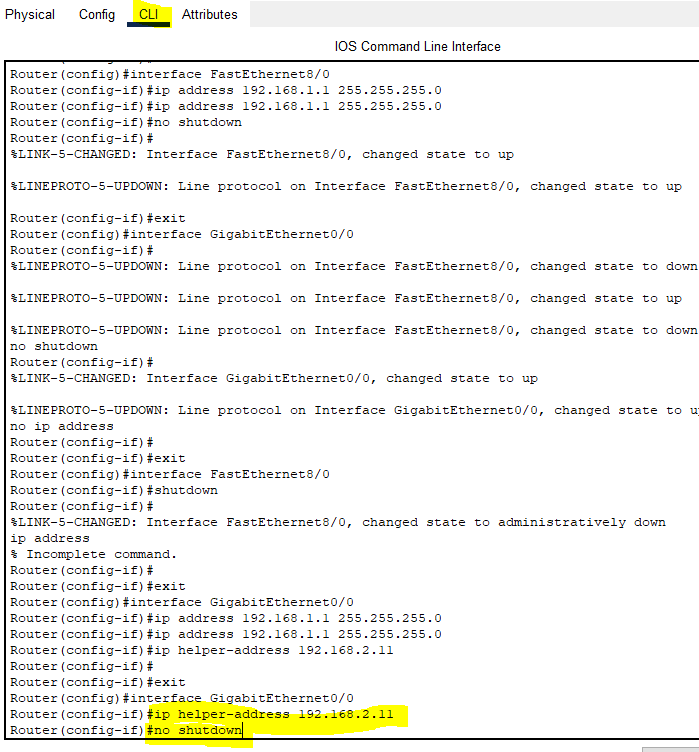 Physical Config CLI Attributes
IOS Command Line Interface
Router(config)#interface FastEthernet8/0
Router(config-if)#ip address 192.168.1.1 255.255.255.0
Router(config-if)#ip address 192.168.1.1 255.255.255.0
Router(config-if)#no shutdown
Router(config-if)#
%LINK-5-CHANGED: Interface FastEthernet8/0, changed state to up
%LINEPROTO-5-UPDOWN: Line protocol on Interface FastEthernet8/0, changed state to up
Router(config-if)#exit
Router(config)#interface GigabitEthernet0/0
Router(config-if)#
%LINEPROTO-5-UPDOWN: Line protocol on Interface FastEthernet8/0, changed state to down
%LINEPROTO-5-UPDOWN: Line protocol on Interface FastEthernet8/0, changed state to up
%LINEPROTO-5-UPDOWN: Line protocol on Interface FastEthernet8/0, changed state to down
no shutdown
Router(config-if)#
%LINK-5-CHANGED: Interface GigabitEthernet0/0, changed state to up
%LINEPROTO-5-UPDOWN: Line protocol on Interface GigabitEthernet0/0, changed state to u
no ip address
Router(config-if)#
Router(config-if)#exit
Router(config)#interface FastEthernet8/0
Router(config-if)#shutdown
Router(config-if)#
%LINK-5-CHANGED: Interface FastEthernet8/0, changed state to administratively down
ip address
% Incomplete command.
Router(config-if)#
Router(config-if)#exit
Router(config)#interface GigabitEthernet0/0
Router(config-if)#ip address 192.168.1.1 255.255.255.0
Router(config-if)#ip address 192.168.1.1 255.255.255.0
Router(config-if)#ip helper-address 192.168.2.11
Router(config-if)#
Router(config-if)#exit
Router(config)#interface GigabitEthernet0/0
Router(config-if)#ip helper-address 192.168.2.11
Router(config-if)#no shutdown